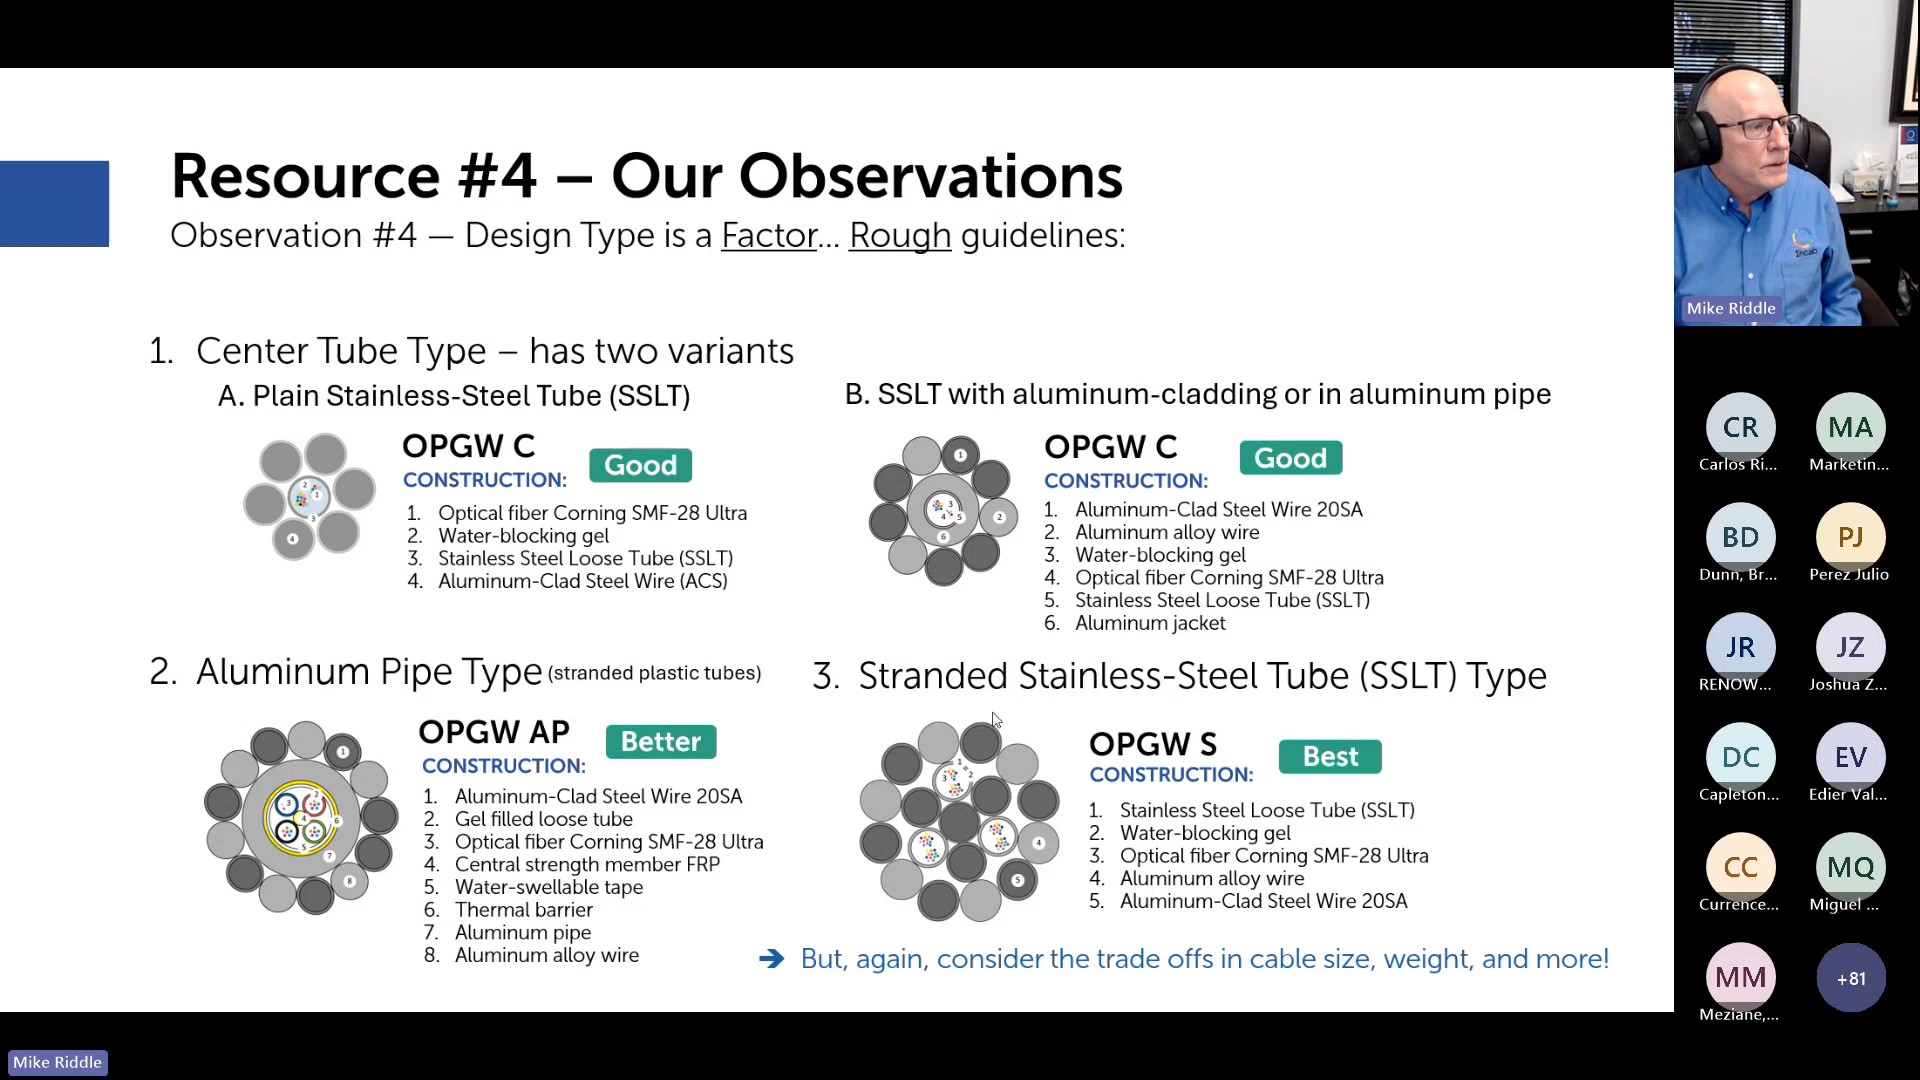 Resource #4 – Our Observations
Observation #4 — Design Type is a Factor... Rough guidelines:
1. Center Tube Type – has two variants
A. Plain Stainless-Steel Tube (SSLT)
OPGW C
Good
CONSTRUCTION:
1. Optical fiber Corning SMF-28 Ultra
2. Water-blocking gel
3. Stainless Steel Loose Tube (SSLT)
4. Aluminum-Clad Steel Wire (ACS)
B. SSLT with aluminum-cladding or in aluminum pipe
OPGW C
Good
CONSTRUCTION:
1. Aluminum-Clad Steel Wire 20SA
2. Aluminum alloy wire
3. Water-blocking gel
4. Optical fiber Corning SMF-28 Ultra
5. Stainless Steel Loose Tube (SSLT)
6. Aluminum jacket
2. Aluminum Pipe Type (stranded plastic tubes)
OPGW AP
Better
CONSTRUCTION:
1. Aluminum-Clad Steel Wire 20SA
2. Gel filled loose tube
3. Optical fiber Corning SMF-28 Ultra
4. Central strength member FRP
5. Water-swellable tape
6. Thermal barrier
7. Aluminum pipe
8. Aluminum alloy wire
3. Stranded Stainless-Steel Tube (SSLT) Type
OPGW S
Best
CONSTRUCTION:
1. Stainless Steel Loose Tube (SSLT)
2. Water-blocking gel
3. Optical fiber Corning SMF-28 Ultra
4. Aluminum alloy wire
5. Aluminum-Clad Steel Wire 20SA
➔ But, again, consider the trade offs in cable size, weight, and more!
Incab
Mike Riddle
CR
Carlos Ri...
MA
Marketin...
BD
Dunn, Br...
PJ
Perez Julio
JR
RENOW...
JZ
Joshua Z...
DC
Capleton...
EV
Edier Val...
CC
Currence...
MQ
Miguel ...
MM
Meziane,...
+81
Mike Riddle